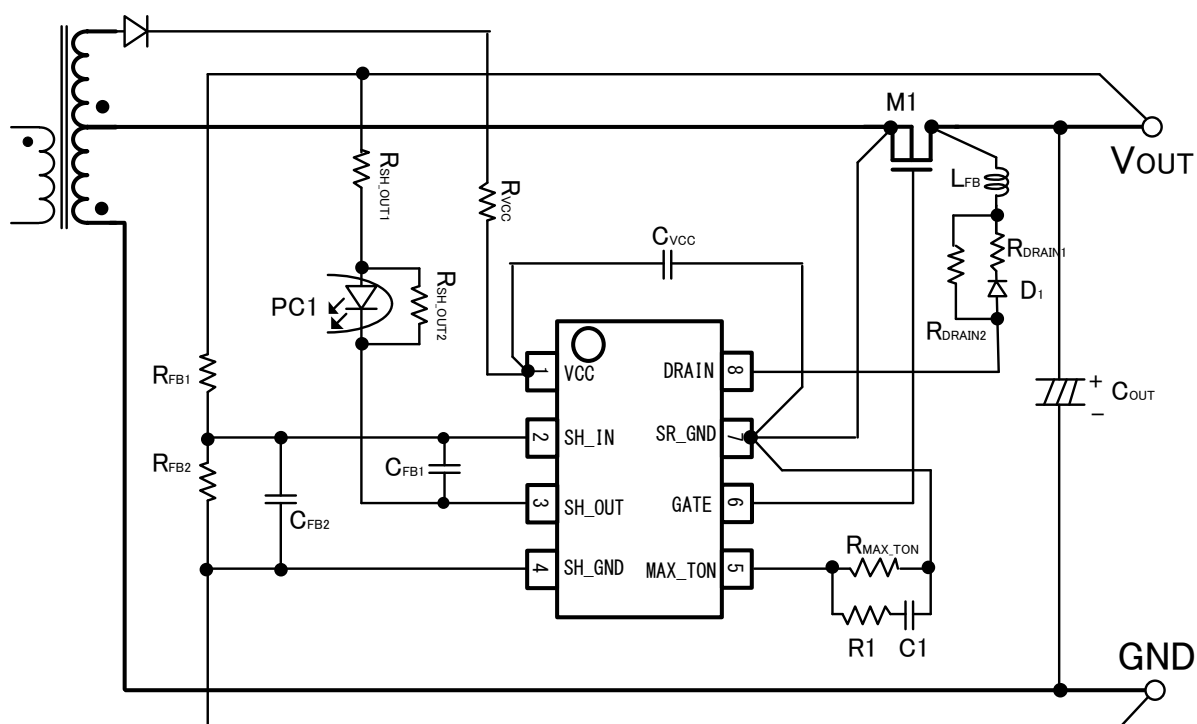 M1
VOUT
RSH_OUT1
RVCC
LFB
CVCC
RDRAIN1
PC1
RSH_OUT2
D1
RDRAIN2
RFB1
1
VCC
DRAIN
8
+
COUT
−
2
SH_IN
SR_GND
7
RFB2
CFB1
CFB2
3
SH_OUT
GATE
6
RMAX_TON
4
SH_GND
MAX_TON
5
R1
C1
GND